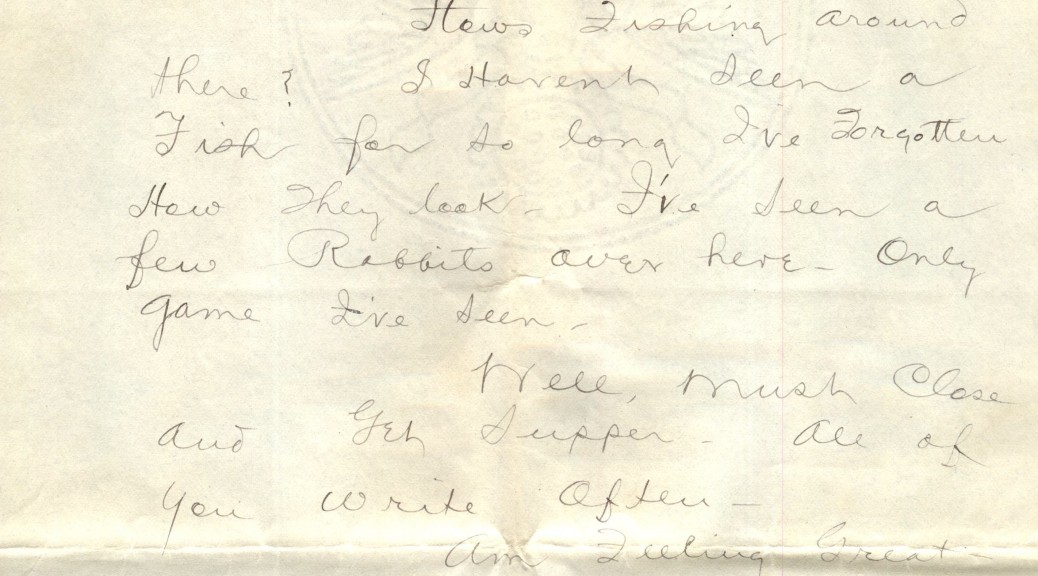 Hows Fishing around
there? I Havent Seen a
Fish for so long I've Forgotten
How They look - I've Seen a
few Rabbits over here - Only
game I've Seen -
Well, Must Close
And Get Supper - All of
you write Often -
Am Feeling Great -